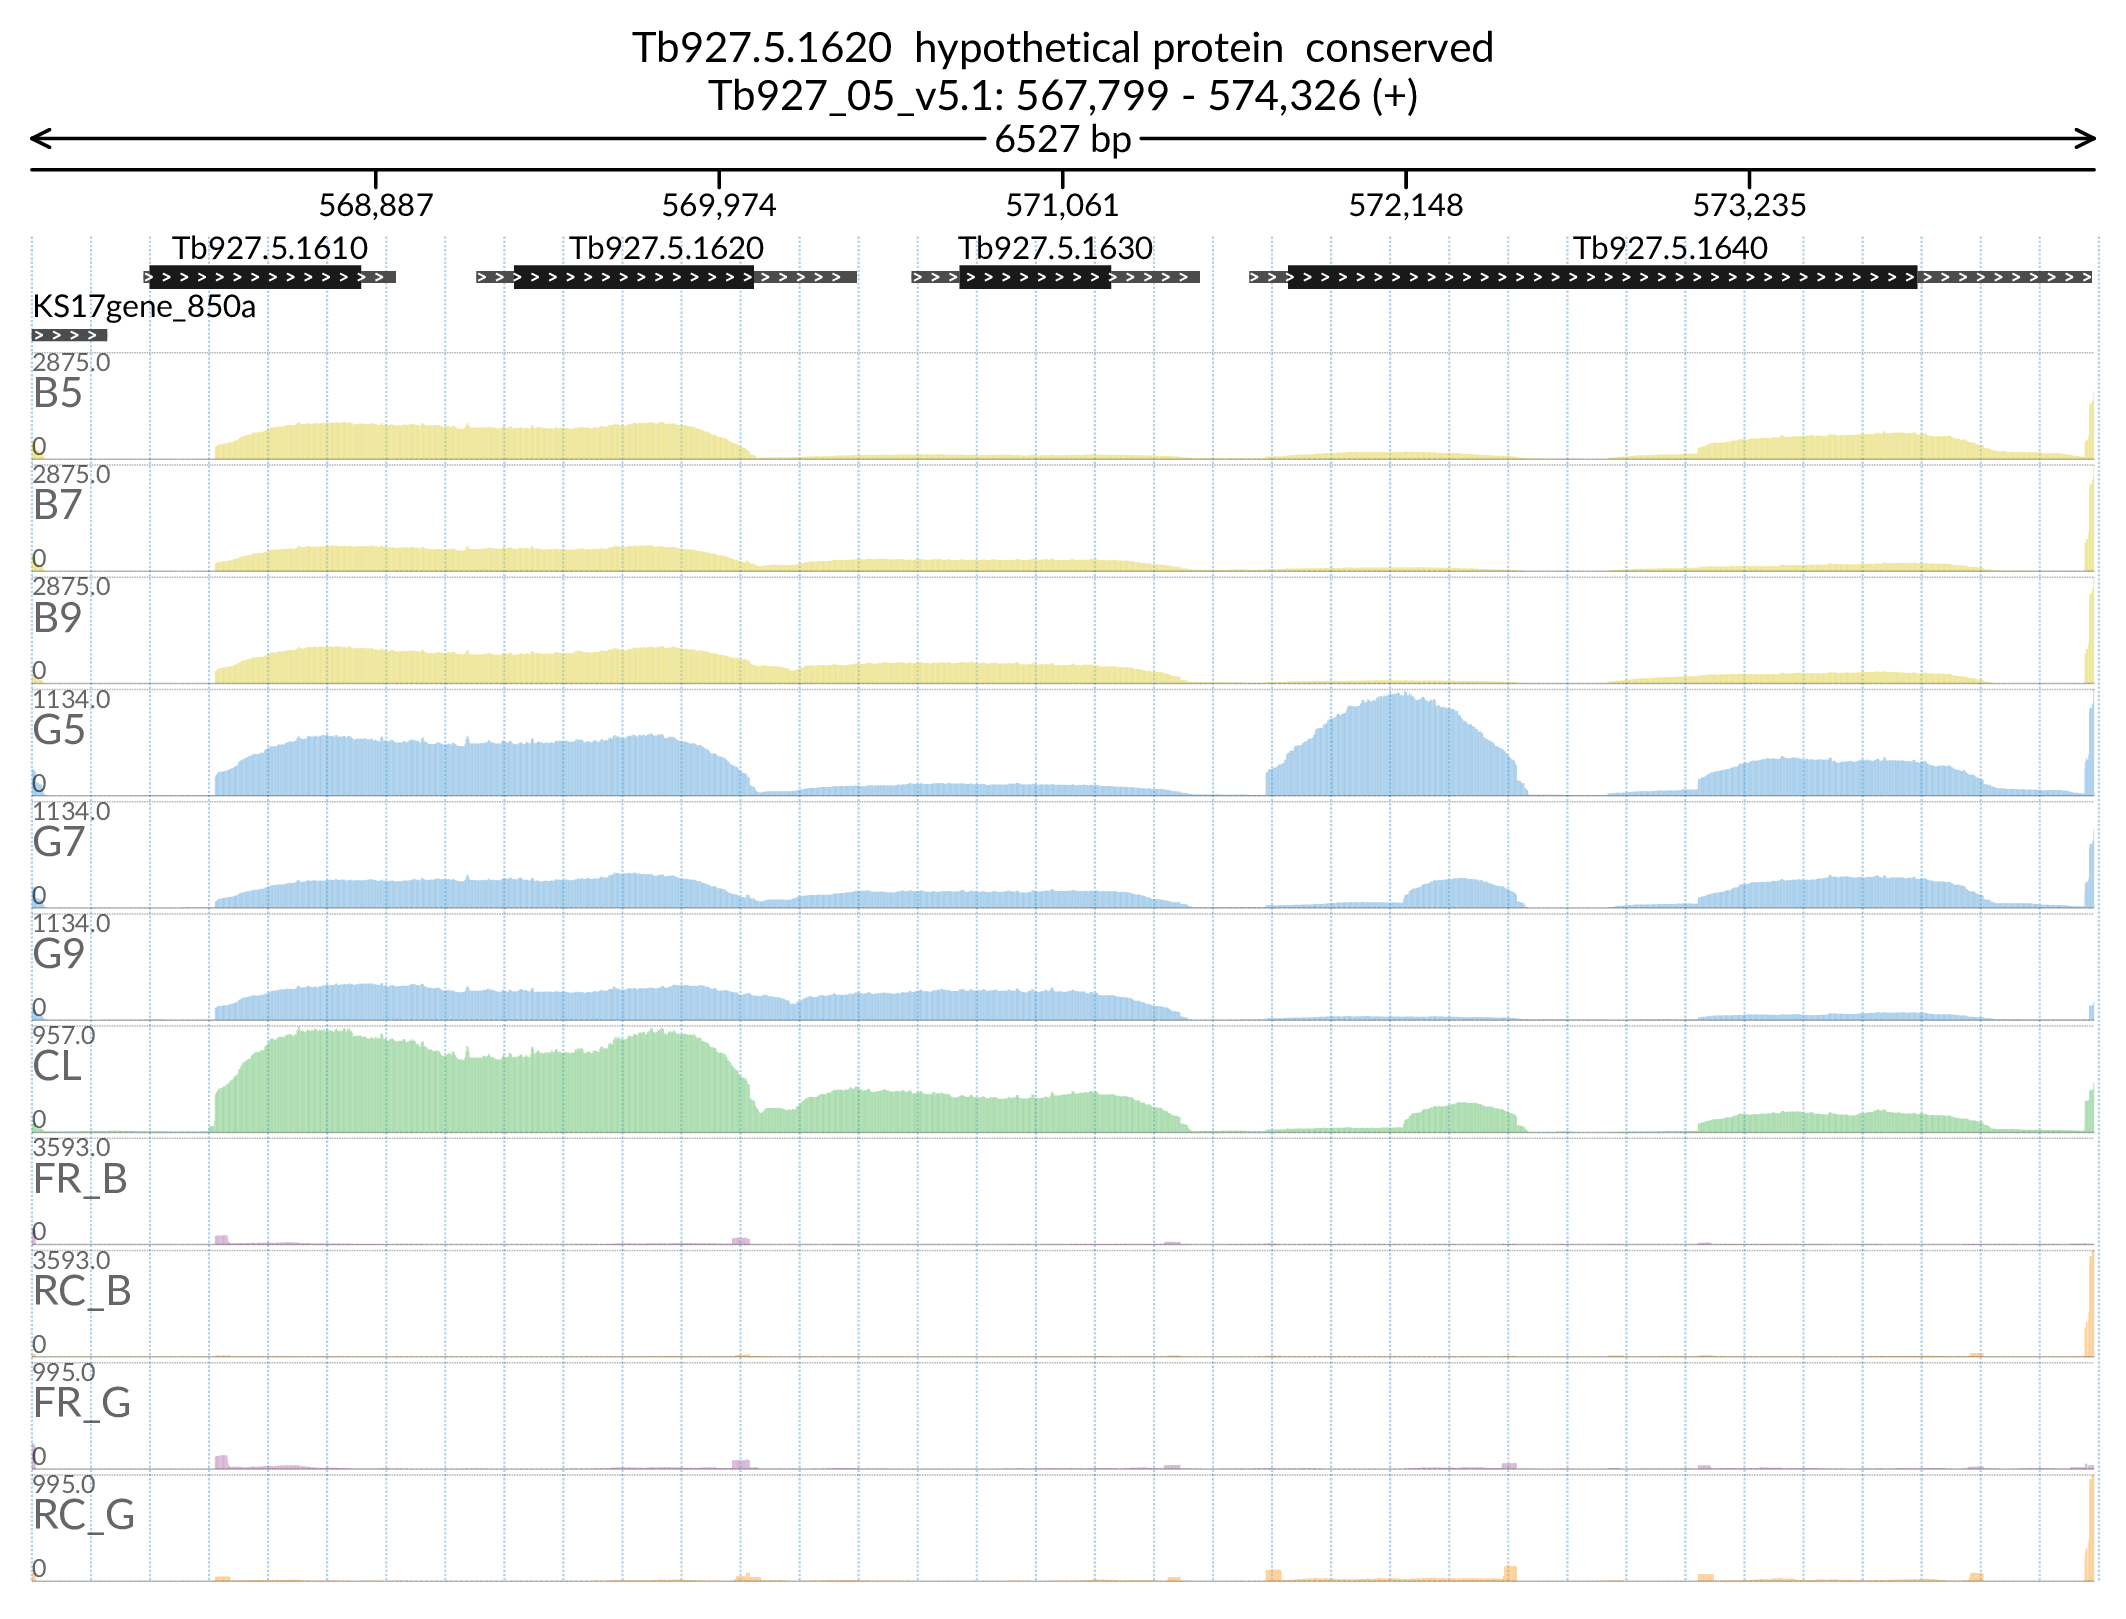 Tb927.5.1620 hypothetical protein conserved
Tb927_05_v5.1: 567,799 - 574,326 (+)
6527 bp
568,887 569,974 571,061 572,148 573,235
Tb927.5.1610 Tb927.5.1620 Tb927.5.1630 Tb927.5.1640
KS17gene_850a
2875.0
B5
0
2875.0
B7
0
2875.0
B9
0
1134.0
G5
0
1134.0
G7
0
1134.0
G9
0
957.0
CL
0
3593.0
FR_B
0
3593.0
RC_B
0
995.0
FR_G
0
995.0
RC_G
0